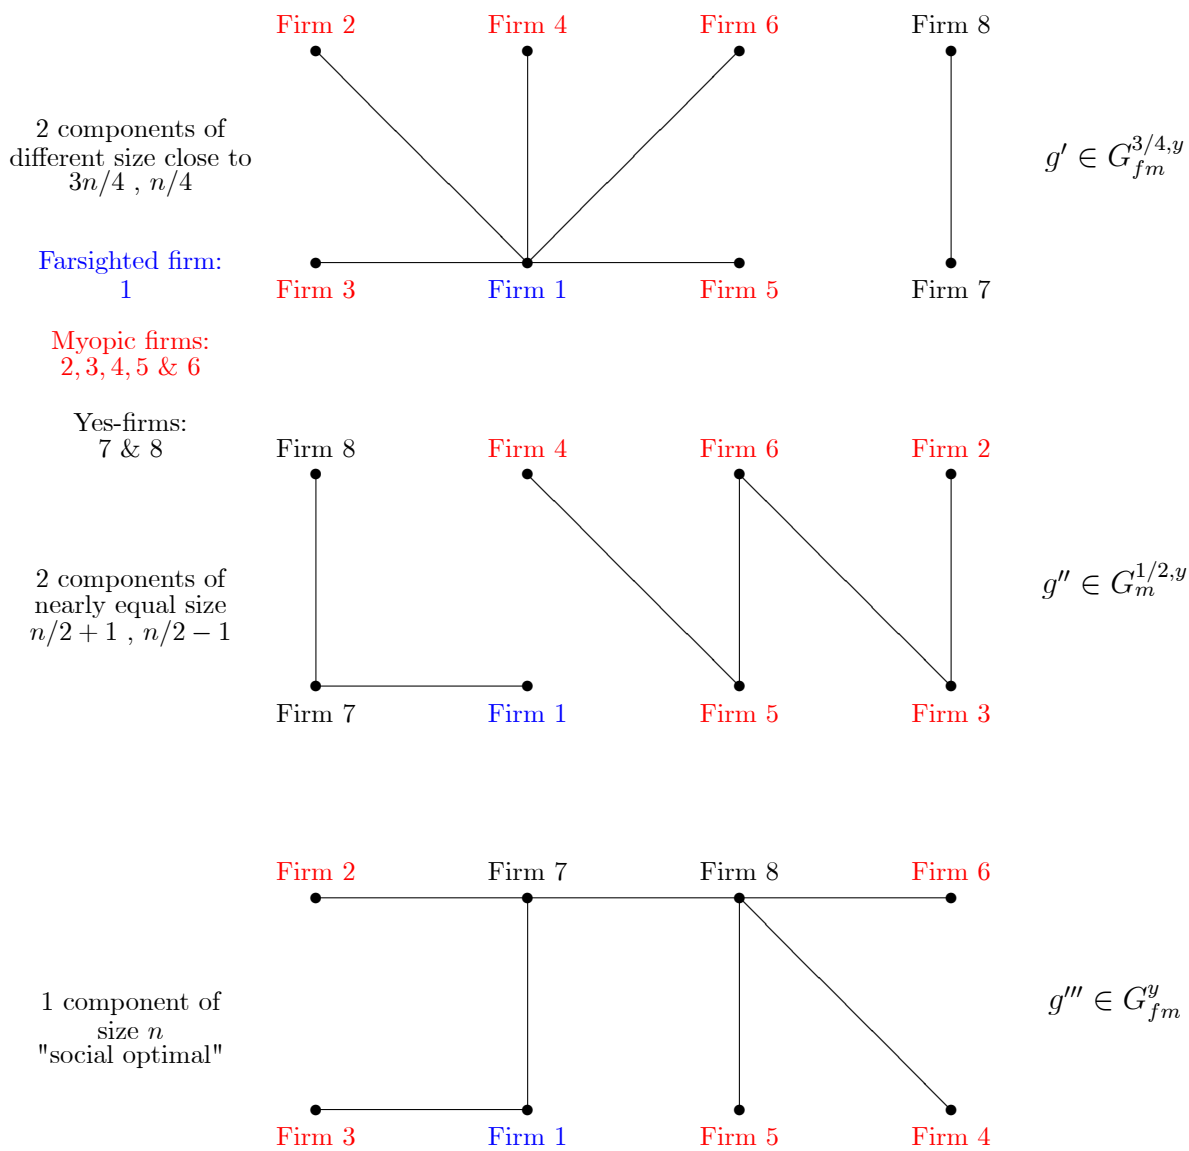 Firm 2 Firm 4 Firm 6 Firm 8
2 components of
different size close to
3n/4 , n/4
g′ ∈ G_{fm}^{3/4,y}
Farsighted firm:
1
Firm 3 Firm 1 Firm 5 Firm 7
Myopic firms:
2, 3, 4, 5 & 6
Yes-firms:
7 & 8
Firm 8 Firm 4 Firm 6 Firm 2
2 components of
nearly equal size
n/2 + 1 , n/2 − 1
g″ ∈ G_{m}^{1/2,y}
Firm 7 Firm 1 Firm 5 Firm 3
Firm 2 Firm 7 Firm 8 Firm 6
1 component of
size n
"social optimal"
g‴ ∈ G_{fm}^{y}
Firm 3 Firm 1 Firm 5 Firm 4